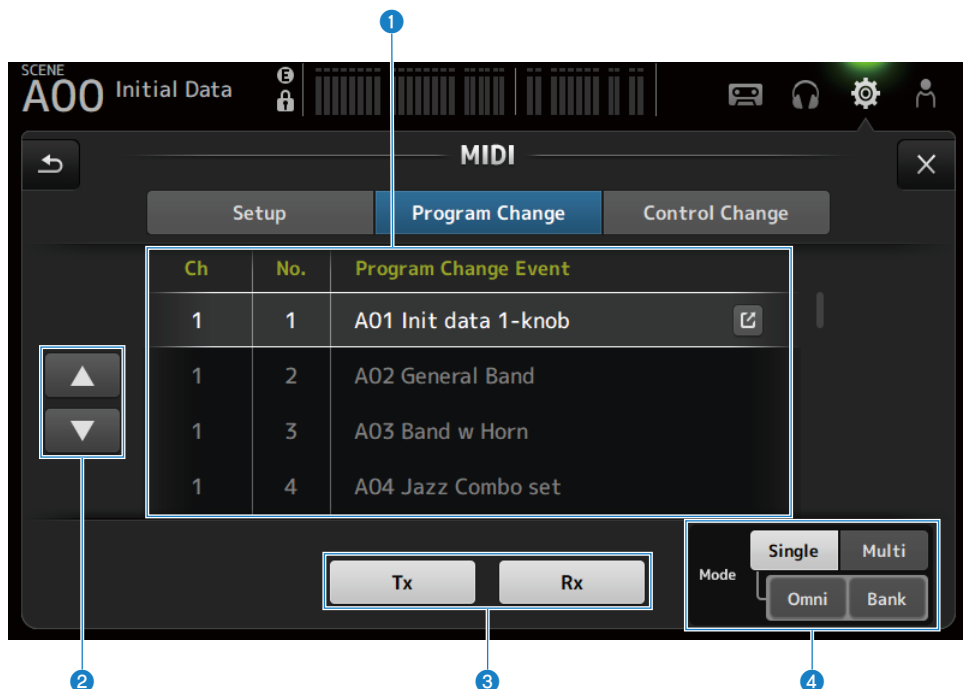 1
SCENE
A00 Initial Data
E
MIDI
Setup Program Change Control Change
Ch No. Program Change Event
1 1 A01 Init data 1-knob
1 2 A02 General Band
1 3 A03 Band w Horn
1 4 A04 Jazz Combo set
Tx Rx
Mode Single Multi
Omni Bank
2 3 4